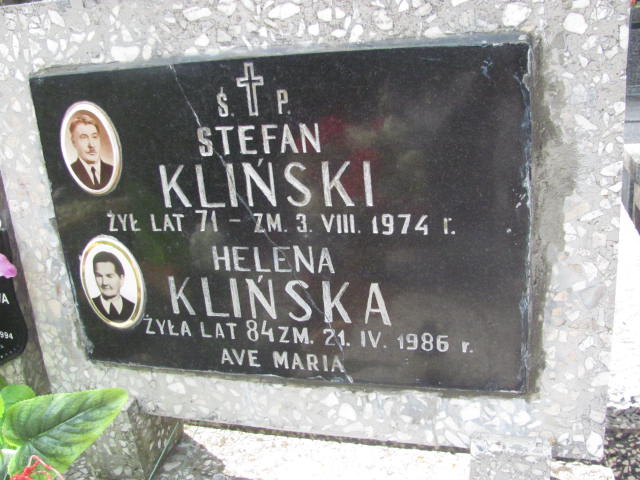 Ś. P.
STEFAN
KLIŃSKI
ŻYŁ LAT 71 - ZM. 3. VIII. 1974 r.
HELENA
KLIŃSKA
ŻYŁA LAT 84 ZM. 21. IV. 1986 r.
AVE MARIA